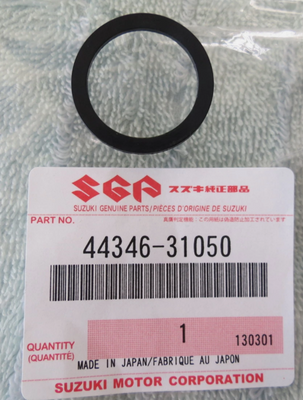 SGP スズキ純正部品
SUZUKI GENUINE PARTS/PIÈCES D'ORIGINE DE SUZUKI
PART NO.
44346-31050
QUANTITY
(QUANTITÉ)
1
130301
MADE IN JAPAN/FABRIQUE AU JAPON
SUZUKI MOTOR CORPORATION